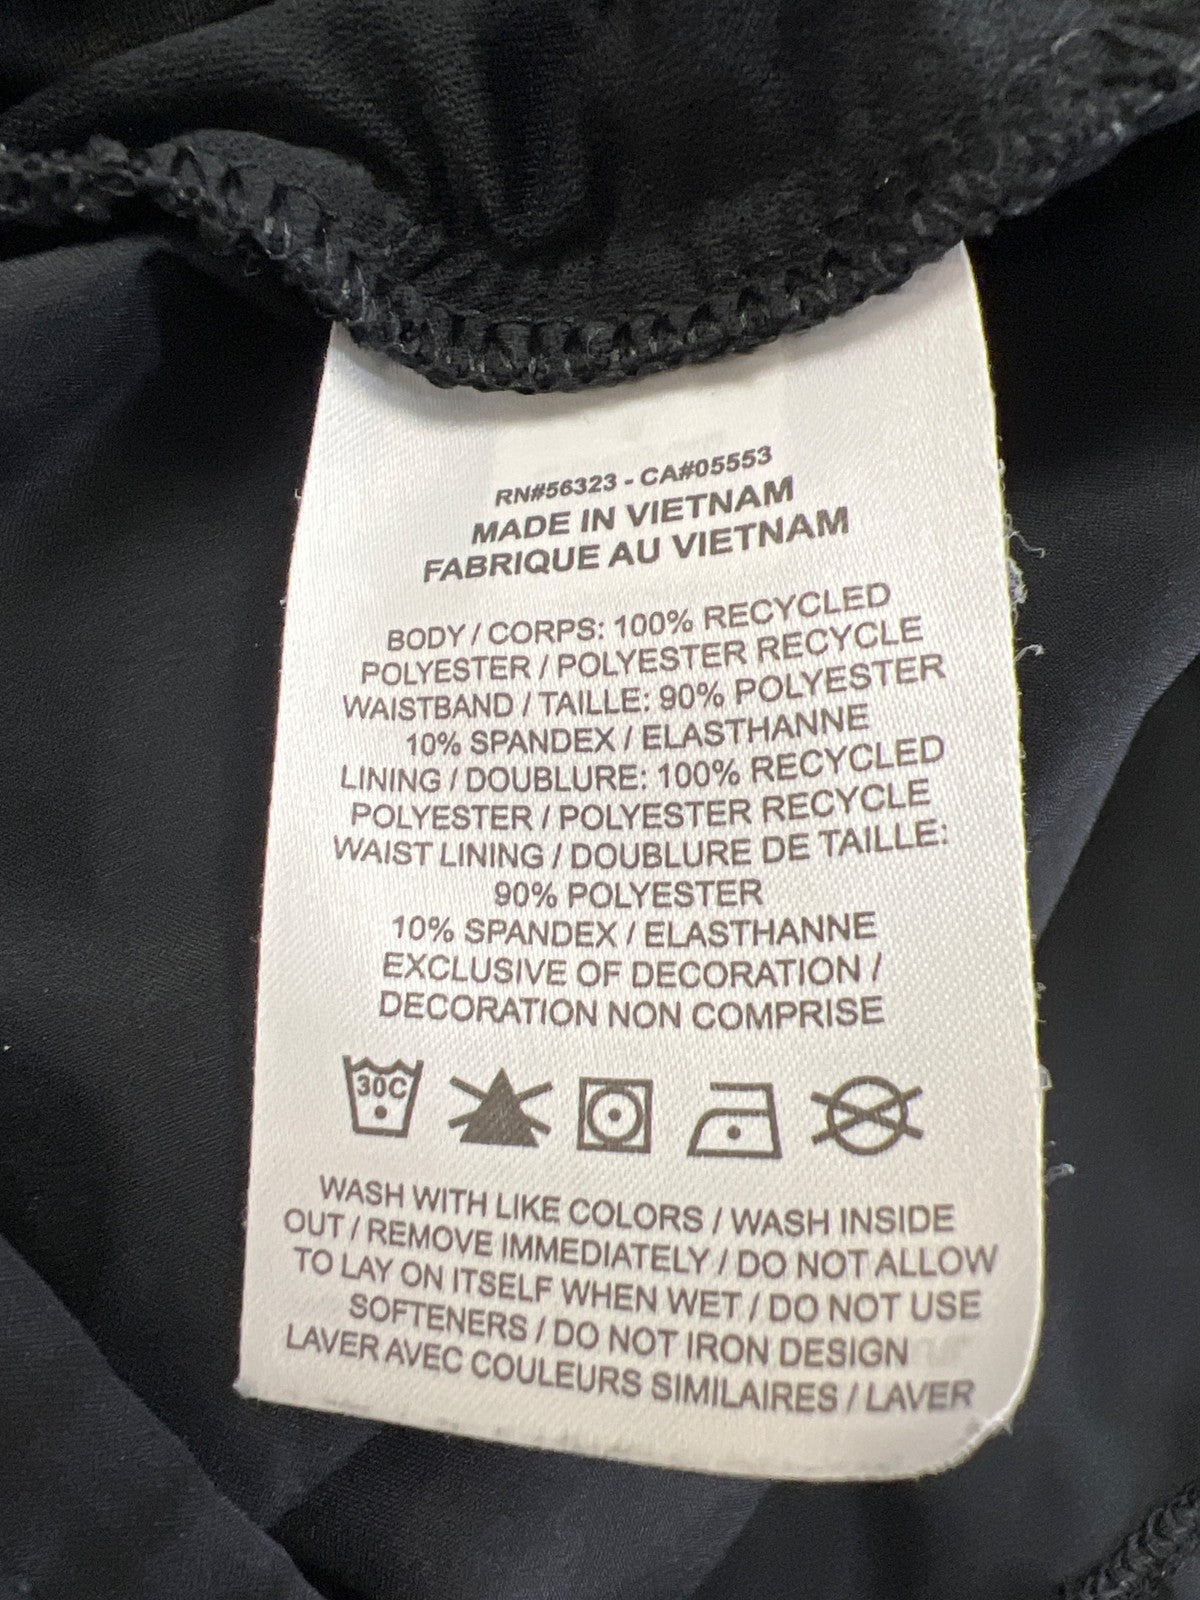 RN#56323 - CA#05553
MADE IN VIETNAM
FABRIQUE AU VIETNAM
BODY / CORPS: 100% RECYCLED
POLYESTER / POLYESTER RECYCLE
WAISTBAND / TAILLE: 90% POLYESTER
10% SPANDEX / ELASTHANNE
LINING / DOUBLURE: 100% RECYCLED
POLYESTER / POLYESTER RECYCLE
WAIST LINING / DOUBLURE DE TAILLE:
90% POLYESTER
10% SPANDEX / ELASTHANNE
EXCLUSIVE OF DECORATION /
DECORATION NON COMPRISE
30C
WASH WITH LIKE COLORS / WASH INSIDE
OUT / REMOVE IMMEDIATELY / DO NOT ALLOW
TO LAY ON ITSELF WHEN WET / DO NOT USE
SOFTENERS / DO NOT IRON DESIGN
LAVER AVEC COULEURS SIMILAIRES / LAVER